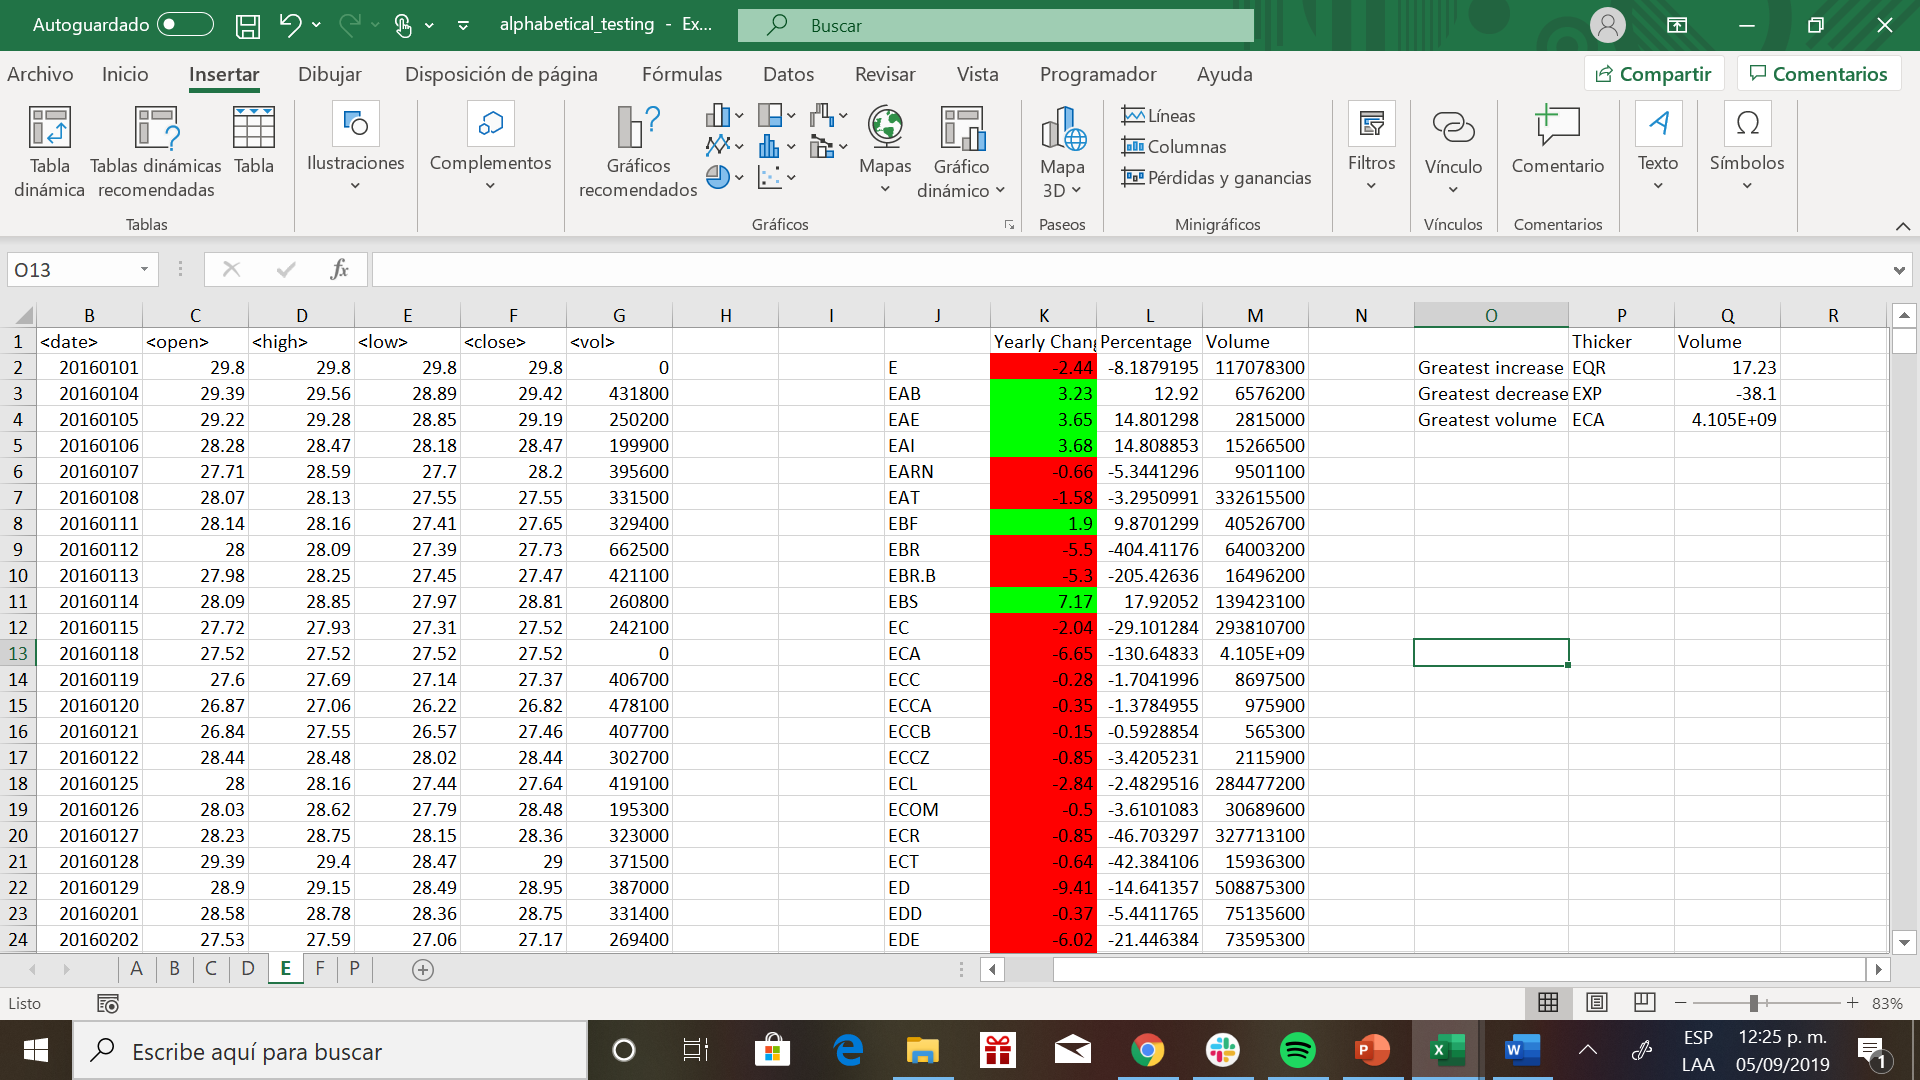 Autoguardado alphabetical_testing - Ex... Buscar
Archivo Inicio Insertar Dibujar Disposición de página Fórmulas Datos Revisar Vista Programador Ayuda Compartir Comentarios
Tabla dinámica
Tablas dinámicas recomendadas
Tabla
Tablas
Ilustraciones
Complementos
Gráficos recomendados
Mapas
Gráfico dinámico
Gráficos
Mapa 3D
Paseos
Líneas
Columnas
Pérdidas y ganancias
Minigráficos
Filtros
Vínculo
Vínculos
Comentario
Comentarios
Texto
Símbolos
O13 fx
B C D E F G H I J K L M N O P Q R
1 <date> <open> <high> <low> <close> <vol> Yearly Chang Percentage Volume Thicker Volume
2 20160101 29.8 29.8 29.8 29.8 0 E -2.44 -8.1879195 117078300 Greatest increase EQR 17.23
3 20160104 29.39 29.56 28.89 29.42 431800 EAB 3.23 12.92 6576200 Greatest decrease EXP -38.1
4 20160105 29.22 29.28 28.85 29.19 250200 EAE 3.65 14.801298 2815000 Greatest volume ECA 4.105E+09
5 20160106 28.28 28.47 28.18 28.47 199900 EAI 3.68 14.808853 15266500
6 20160107 27.71 28.59 27.7 28.2 395600 EARN -0.66 -5.3441296 9501100
7 20160108 28.07 28.13 27.55 27.55 331500 EAT -1.58 -3.2950991 332615500
8 20160111 28.14 28.16 27.41 27.65 329400 EBF 1.9 9.8701299 40526700
9 20160112 28 28.09 27.39 27.73 662500 EBR -5.5 -404.41176 64003200
10 20160113 27.98 28.25 27.45 27.47 421100 EBR.B -5.3 -205.42636 16496200
11 20160114 28.09 28.85 27.97 28.81 260800 EBS 7.17 17.92052 139423100
12 20160115 27.72 27.93 27.31 27.52 242100 EC -2.04 -29.101284 293810700
13 20160118 27.52 27.52 27.52 27.52 0 ECA -6.65 -130.64833 4.105E+09
14 20160119 27.6 27.69 27.14 27.37 406700 ECC -0.28 -1.7041996 8697500
15 20160120 26.87 27.06 26.22 26.82 478100 ECCA -0.35 -1.3784955 975900
16 20160121 26.84 27.55 26.57 27.46 407700 ECCB -0.15 -0.5928854 565300
17 20160122 28.44 28.48 28.02 28.44 302700 ECCZ -0.85 -3.4205231 2115900
18 20160125 28 28.16 27.44 27.64 419100 ECL -2.84 -2.4829516 284477200
19 20160126 28.03 28.62 27.79 28.48 195300 ECOM -0.5 -3.6101083 30689600
20 20160127 28.23 28.75 28.15 28.36 323000 ECR -0.85 -46.703297 327713100
21 20160128 29.39 29.4 28.47 29 371500 ECT -0.64 -42.384106 15936300
22 20160129 28.9 29.15 28.49 28.95 387000 ED -9.41 -14.641357 508875300
23 20160201 28.58 28.78 28.36 28.75 331400 EDD -0.37 -5.4411765 75135600
24 20160202 27.53 27.59 27.06 27.17 269400 EDE -6.02 -21.446384 73595300
A B C D E F P
Listo 83%
Escribe aquí para buscar
ESP 12:25 p. m.
LAA 05/09/2019 1